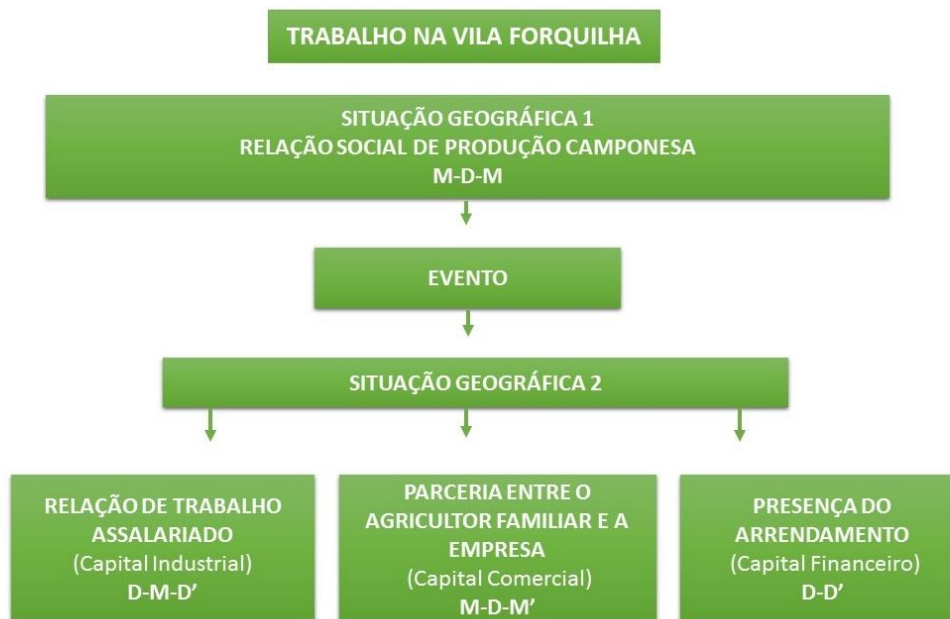 TRABALHO NA VILA FORQUILHA
SITUAÇÃO GEOGRÁFICA 1
RELAÇÃO SOCIAL DE PRODUÇÃO CAMPONESA
M-D-M
EVENTO
SITUAÇÃO GEOGRÁFICA 2
RELAÇÃO DE TRABALHO
ASSALARIADO
(Capital Industrial)
D-M-D’
PARCERIA ENTRE O
AGRICULTOR FAMILIAR E A
EMPRESA
(Capital Comercial)
M-D-M’
PRESENÇA DO
ARRENDAMENTO
(Capital Financeiro)
D-D’